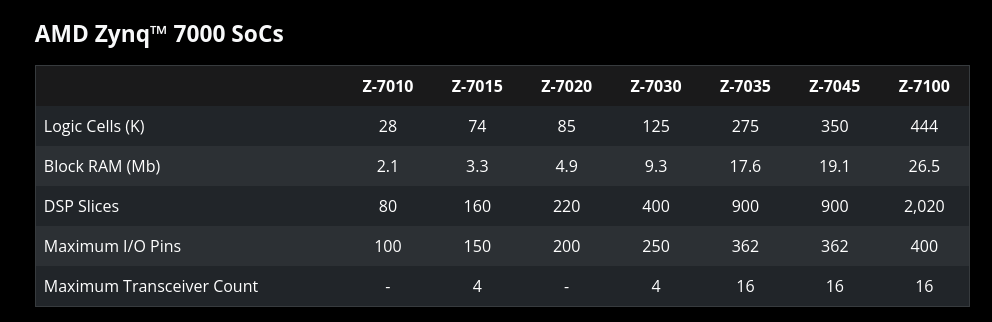 AMD Zynq™ 7000 SoCs
Z-7010 Z-7015 Z-7020 Z-7030 Z-7035 Z-7045 Z-7100
Logic Cells (K) 28 74 85 125 275 350 444
Block RAM (Mb) 2.1 3.3 4.9 9.3 17.6 19.1 26.5
DSP Slices 80 160 220 400 900 900 2,020
Maximum I/O Pins 100 150 200 250 362 362 400
Maximum Transceiver Count - 4 - 4 16 16 16